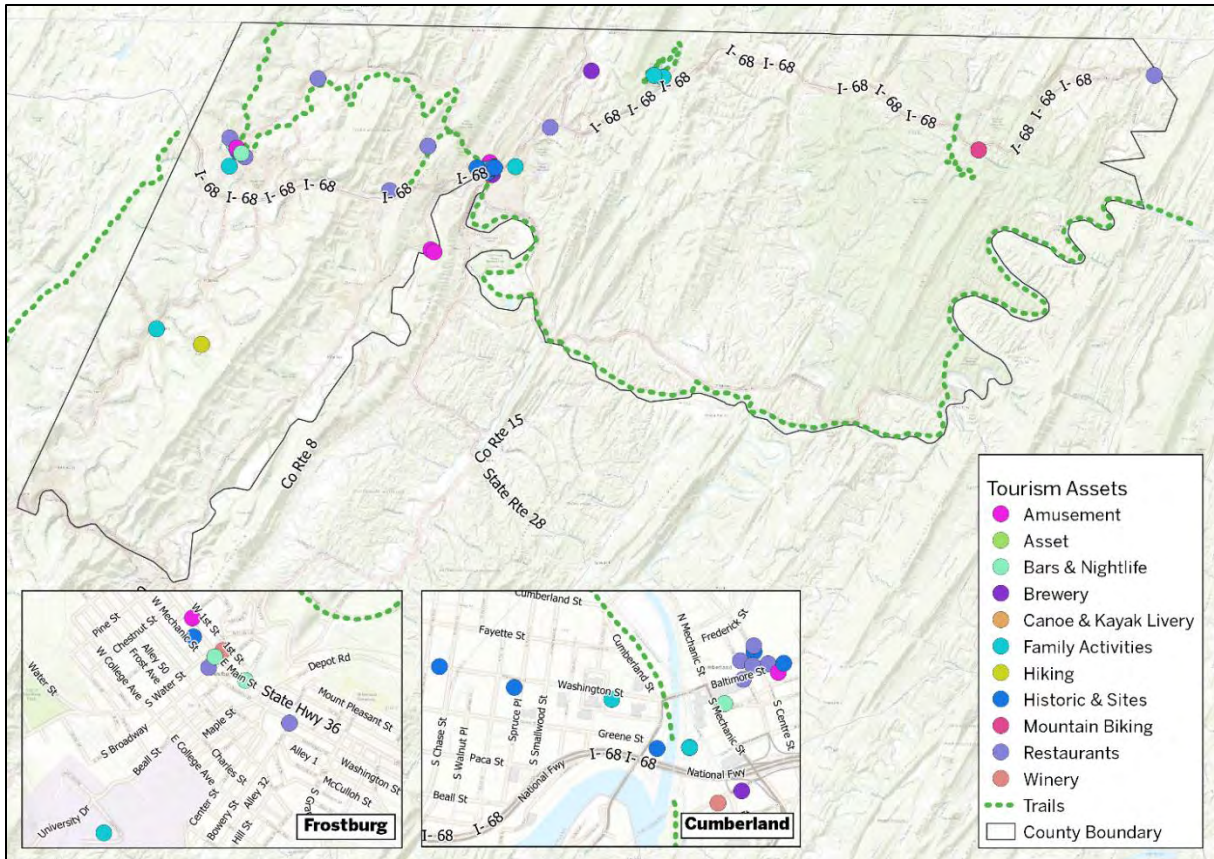 I- 68 I- 68
I- 68
I- 68 I- 68 I- 68
I- 68
I- 68
I- 68
I- 68
I- 68
I- 68
I- 68
I- 68 I- 68 I- 68
I- 68
I- 68
Co Rte 8
Co Rte 15
State Rte 28
Tourism Assets
Amusement
Asset
Bars & Nightlife
Brewery
Canoe & Kayak Livery
Family Activities
Hiking
Historic & Sites
Mountain Biking
Restaurants
Winery
Trails
County Boundary
Pine St
Chestnut St
W Mechanic St
W 1st St
1st St
Alley 50
Frost Ave
W College Ave
Water St
S Water St
E Main St
Depot Rd
State Hwy 36
Mount Pleasant St
S Broadway
Maple St
Beall St
E College Ave
Charles St
Alley 1
Washington St
McCulloh St
Center St
Alley 32
Bowery St
Hill St
University Dr
Frostburg
Cumberland St
Fayette St
Cumberland St
N Mechanic St
Frederick St
Baltimore St
Washington St
S Chase St
S Walnut Pl
Spruce Pl
S Smallwood St
Greene St
S Mechanic St
S Centre St
Paca St
I- 68 I- 68
National Fwy
National Fwy
Beall St
I- 68
I- 68
Cumberland